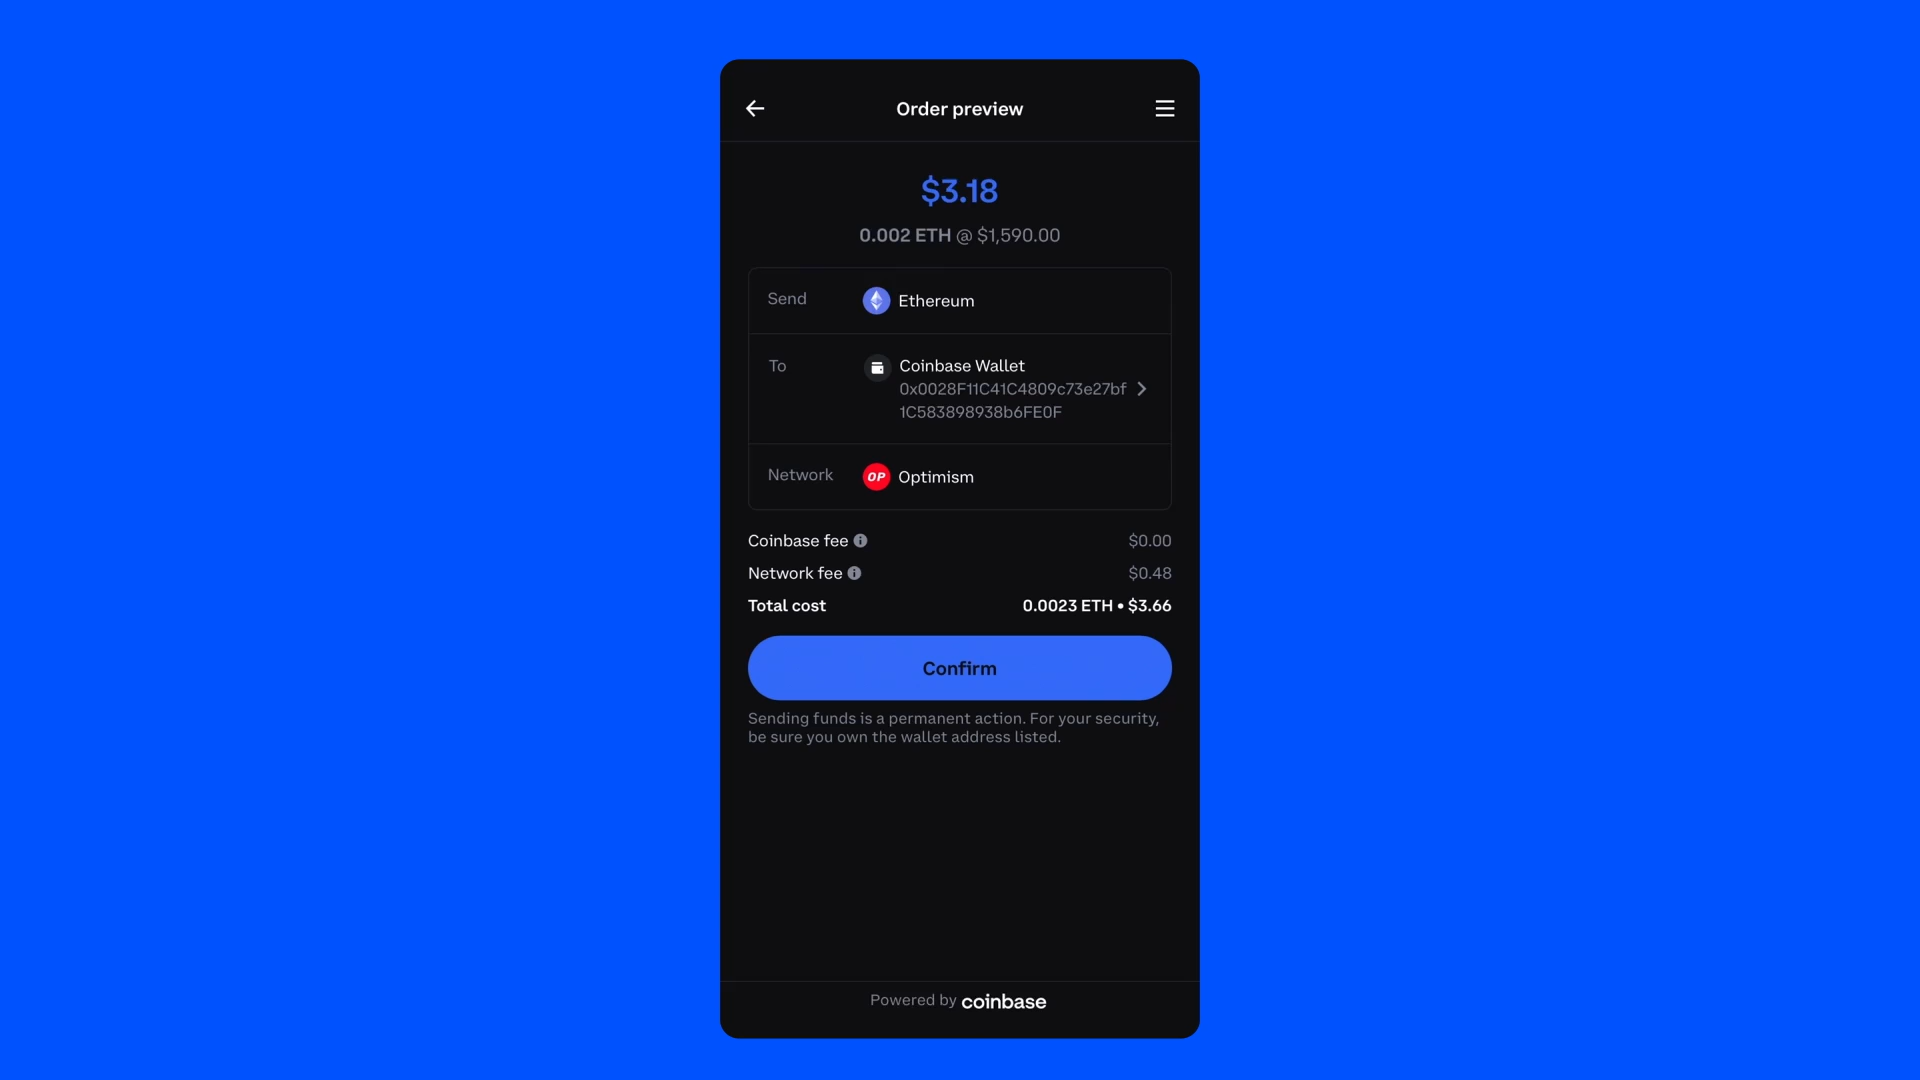 Order preview
$3.18
0.002 ETH @ $1,590.00
Send Ethereum
To Coinbase Wallet
0x0028F11C41C4809c73e27bf
1C583898938b6FE0F
Network OP Optimism
Coinbase fee $0.00
Network fee $0.48
Total cost 0.0023 ETH • $3.66
Confirm
Sending funds is a permanent action. For your security,
be sure you own the wallet address listed.
Powered by coinbase